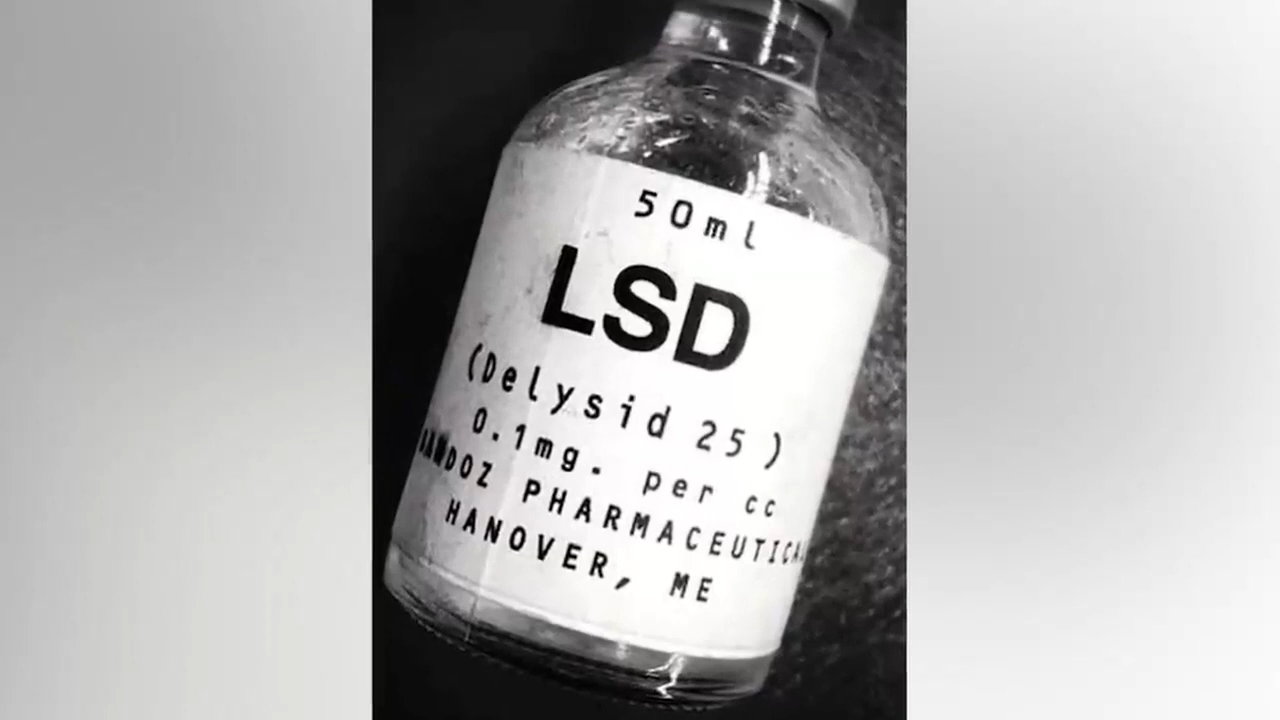 50ml
LSD
(Delysid 25)
0.1mg. per cc
PHARMACEUTICA
HANOVER, ME